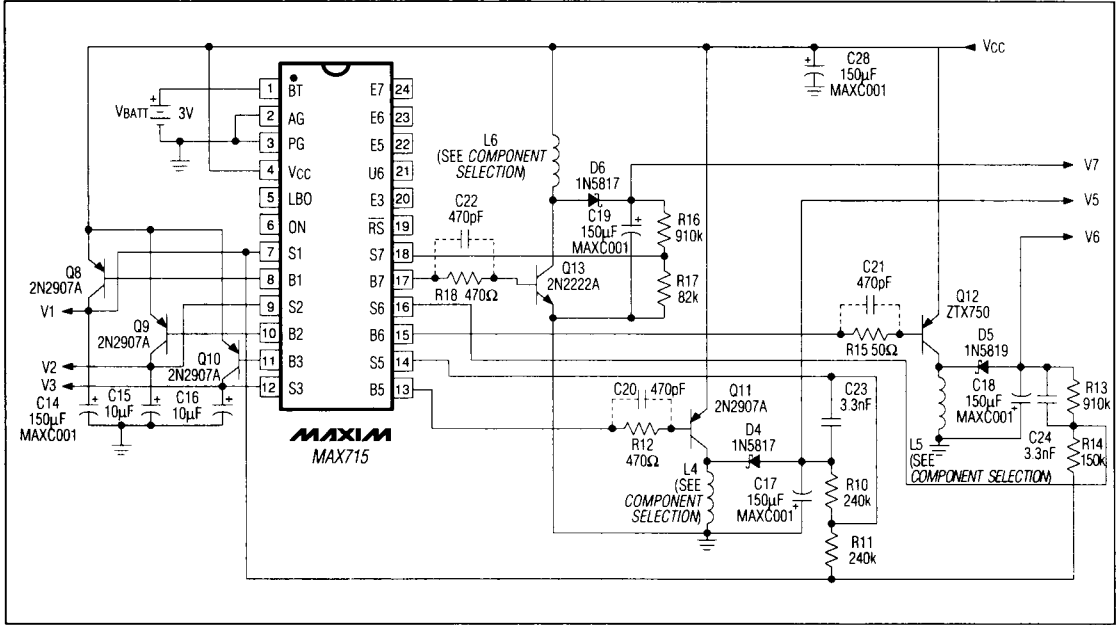 VCC
C28
150µF
MAXC001
1 BT E7 24
2 AG E6 23
3 PG E5 22
4 VCC U6 21
5 LBO E3 20
6 ON RS 19
7 S1 S7 18
8 B1 B7 17
9 S2 S6 16
10 B2 B6 15
11 B3 S5 14
12 S3 B5 13
MAXIM
MAX715
VBATT 3V
Q8
2N2907A
V1
Q9
2N2907A
V2
Q10
2N2907A
V3
C14
150µF
MAXC001
C15
10µF
C16
10µF
L6
(SEE COMPONENT
SELECTION)
C22
470pF
R18 470Ω
Q13
2N2222A
D6
1N5817
C19
150µF
MAXC001
R16
910k
R17
82k
V7
V5
V6
C21
470pF
R15 50Ω
Q12
ZTX750
D5
1N5819
C18
150µF
MAXC001
C24
3.3nF
R13
910k
R14
150k
L5
(SEE
COMPONENT SELECTION)
C20 470pF
R12
470Ω
Q11
2N2907A
D4
1N5817
L4
(SEE
COMPONENT
SELECTION)
C17
150µF
MAXC001
C23
3.3nF
R10
240k
R11
240k